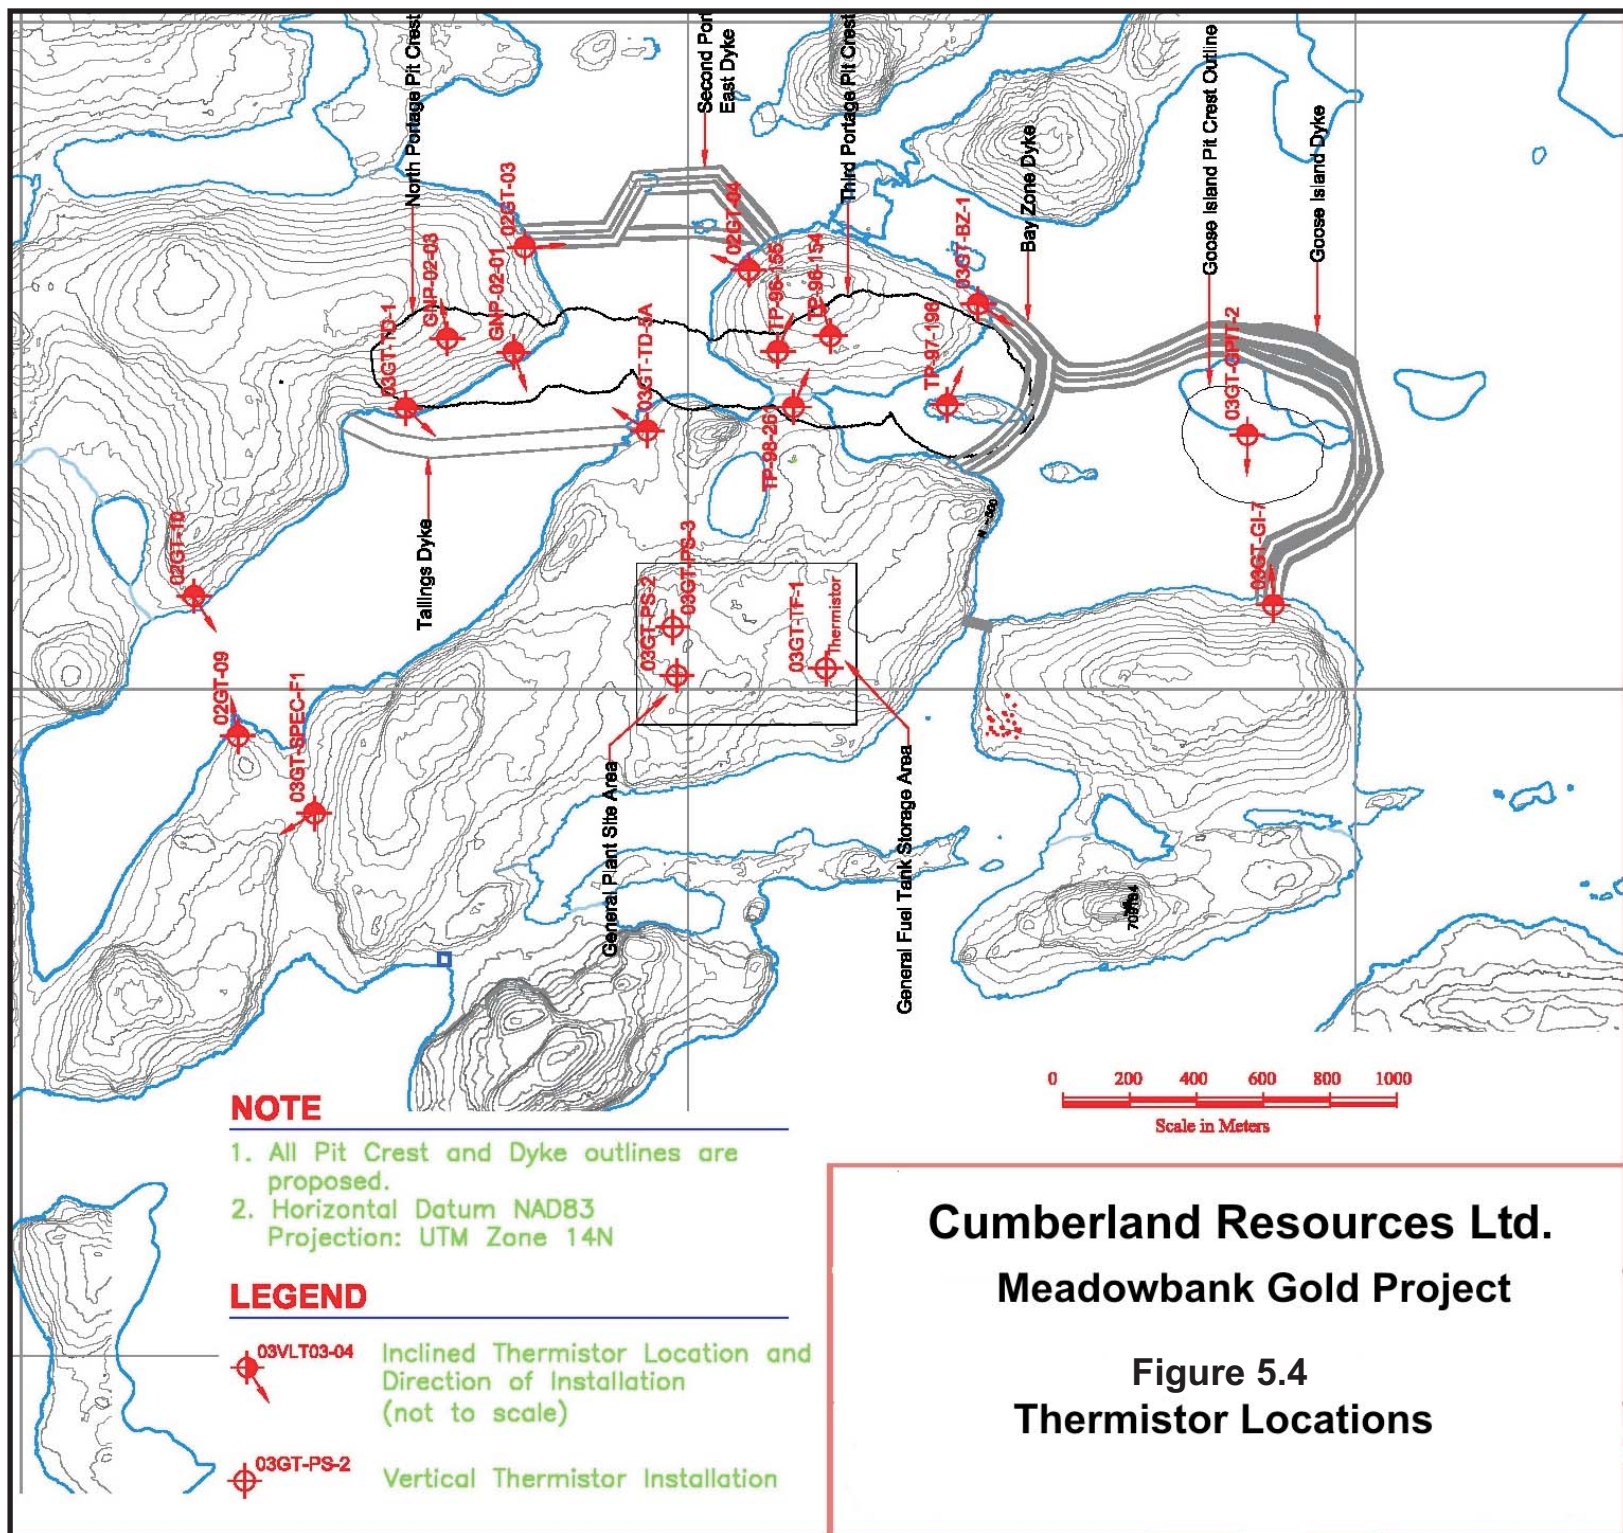 North Portage Pit Crest
Second Por
East Dyke
Third Portage Pit Crest
Goose Island Pit Crest Outline
Goose Island Dyke
Bay Zone Dyke
02GT-03
GNP-02-03
GNP-02-01
03GT-TD-1
03GT-TD-3A
02GT-04
TP-96-155
TP-96-154
03GT-BZ-1
TP-97-196
TP-98-261
03GT-GPIT-2
03GT-GI-7
02GT-10
Tailings Dyke
02GT-09
03GT-SPEC-F1
03GT-PS-2
03GT-PS-3
03GT-TF-1
Thermistor
General Plant Site Area
General Fuel Tank Storage Area
0 200 400 600 800 1000
Scale in Meters
NOTE
1. All Pit Crest and Dyke outlines are
proposed.
2. Horizontal Datum NAD83
Projection: UTM Zone 14N
LEGEND
03VLT03-04
Inclined Thermistor Location and
Direction of Installation
(not to scale)
03GT-PS-2
Vertical Thermistor Installation
Cumberland Resources Ltd.
Meadowbank Gold Project
Figure 5.4
Thermistor Locations